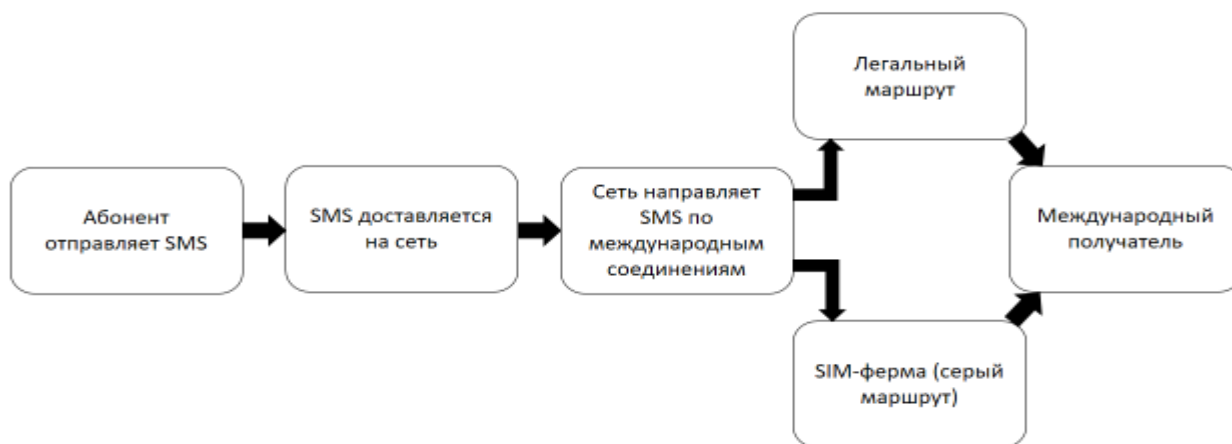 Абонент
отправляет SMS
SMS доставляется
на сеть
Сеть направляет
SMS по
международным
соединениям
Легальный
маршрут
SIM-ферма (серый
маршрут)
Международный
получатель